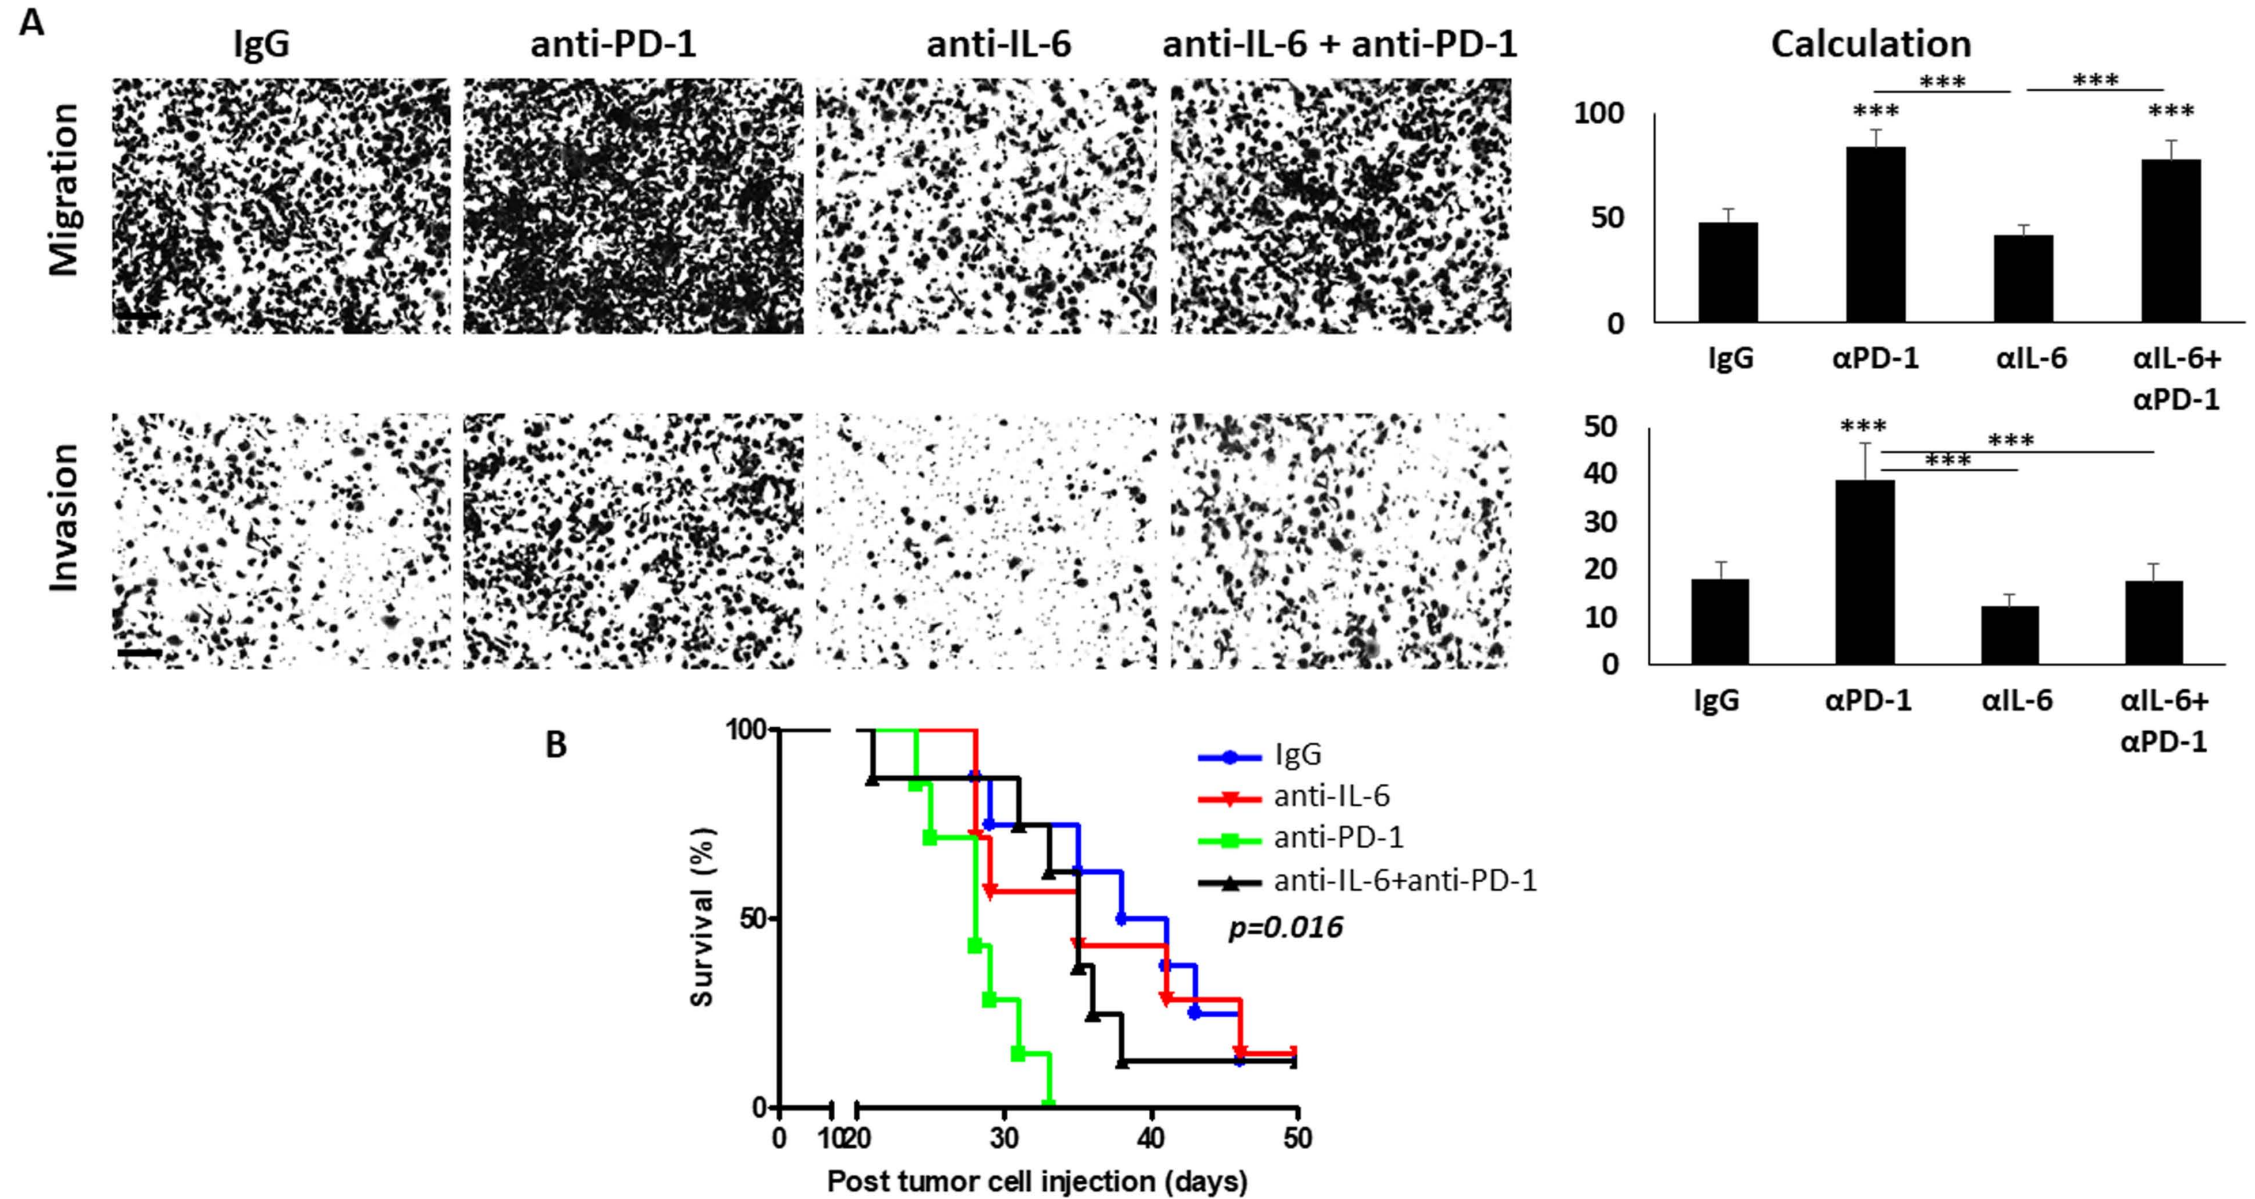 A
IgG
anti-PD-1
anti-IL-6
anti-IL-6 + anti-PD-1
Calculation
Migration
***
***
***
***
100
50
0
IgG
αPD-1
αIL-6
αIL-6+
αPD-1
Invasion
***
***
***
50
40
30
20
10
0
IgG
αPD-1
αIL-6
αIL-6+
αPD-1
B
100
50
0
Survival (%)
IgG
anti-IL-6
anti-PD-1
anti-IL-6+anti-PD-1
p=0.016
0
10
20
30
40
50
Post tumor cell injection (days)